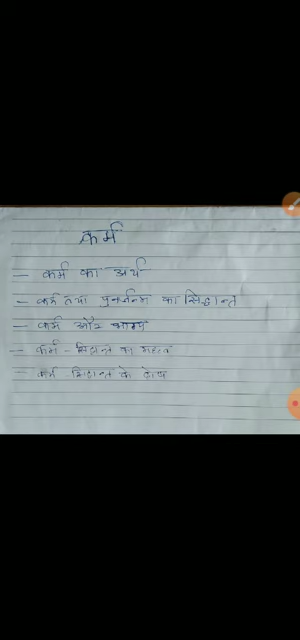 कर्म
- कर्म का अर्थ
- कर्म तथा पुनर्जन्म का सिद्धान्त
- कर्म और भाग्य
- कर्म - सिद्धान्त का महत्व
- कर्म सिद्धान्त के दोष